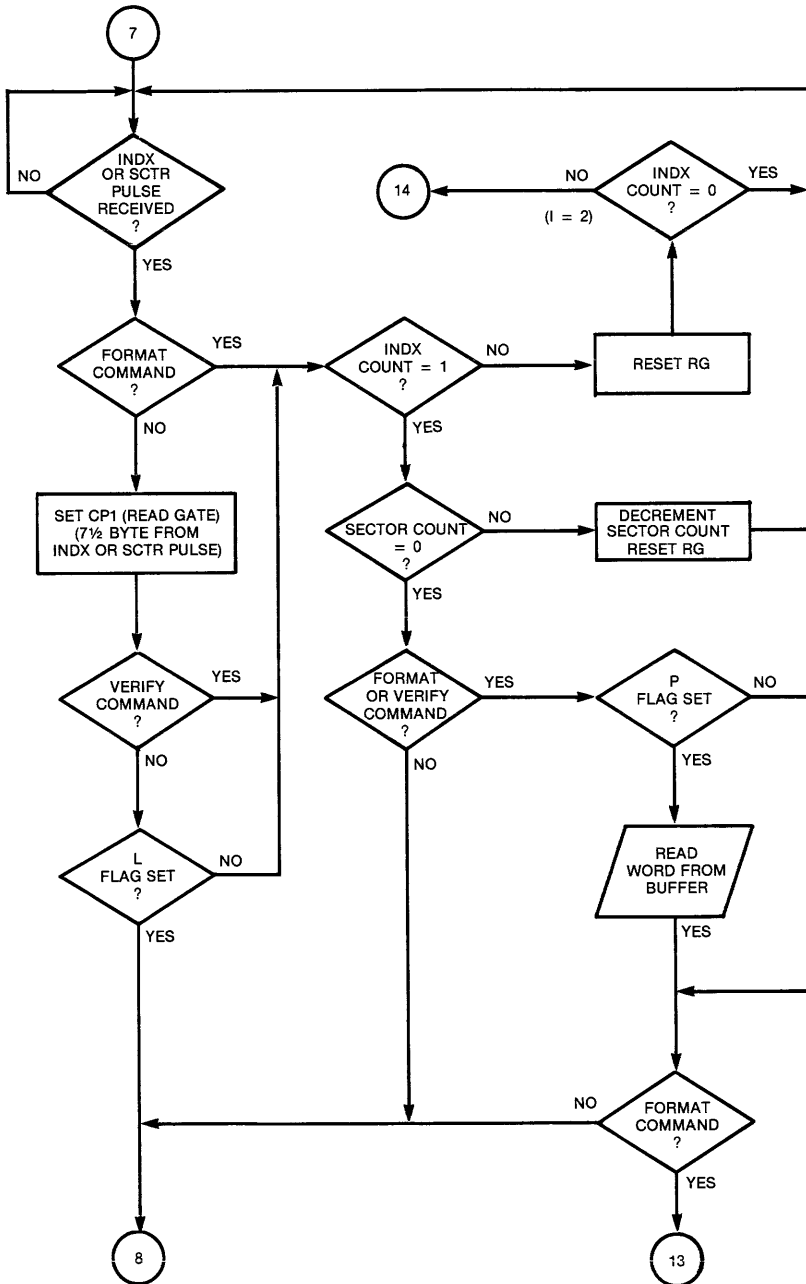 7
NO
INDX
OR SCTR
PULSE
RECEIVED
?
YES
14
NO
(I = 2)
INDX
COUNT = 0
?
YES
FORMAT
COMMAND
?
YES
NO
INDX
COUNT = 1
?
NO
YES
RESET RG
SET CP1 (READ GATE)
(7½ BYTE FROM
INDX OR SCTR PULSE)
SECTOR COUNT
= 0
?
NO
YES
DECREMENT
SECTOR COUNT
RESET RG
VERIFY
COMMAND
?
YES
NO
FORMAT
OR VERIFY
COMMAND
?
YES
NO
P
FLAG SET
?
NO
YES
L
FLAG SET
?
NO
YES
READ
WORD FROM
BUFFER
YES
NO
FORMAT
COMMAND
?
YES
8
13